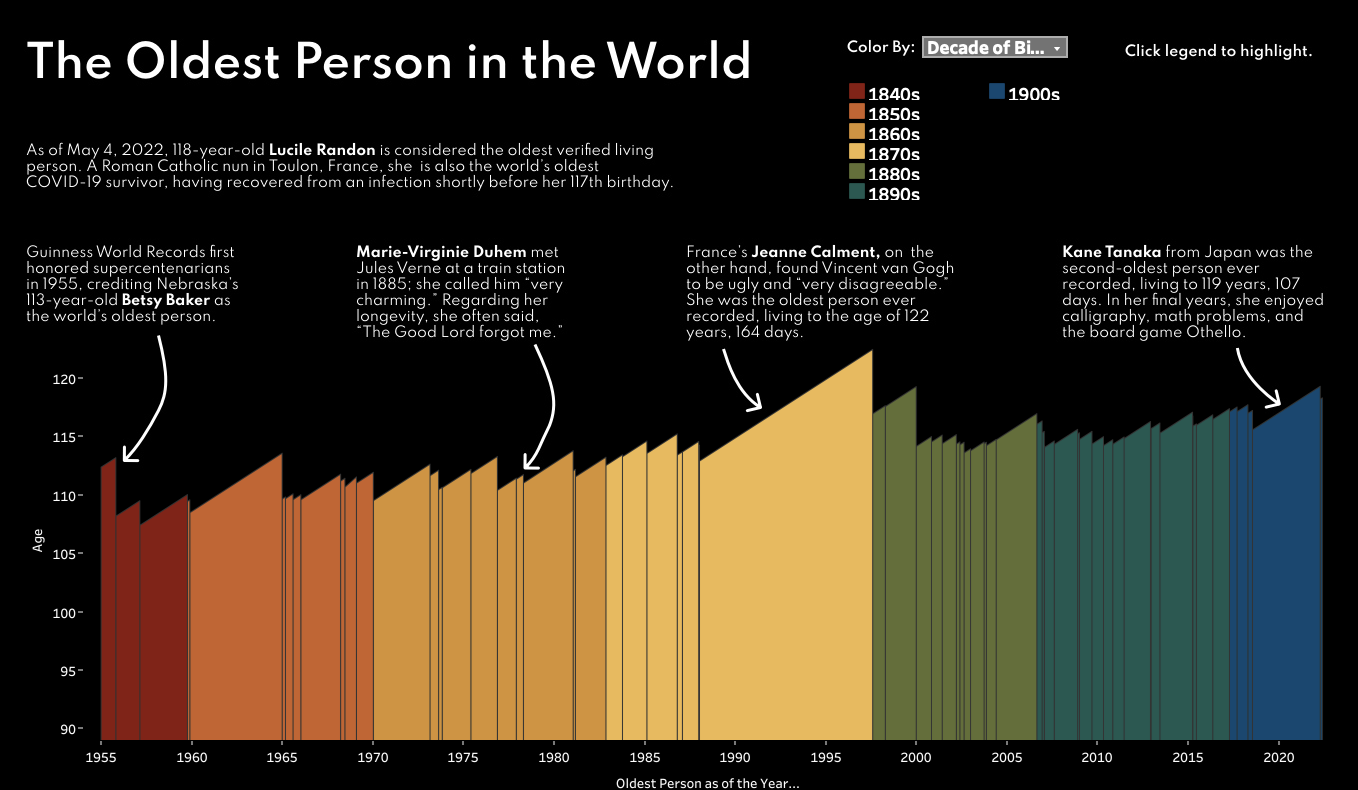 The Oldest Person in the World
Color By: Decade of Bi...
Click legend to highlight.
1840s
1850s
1860s
1870s
1880s
1890s
1900s
As of May 4, 2022, 118-year-old Lucile Randon is considered the oldest verified living
person. A Roman Catholic nun in Toulon, France, she is also the world's oldest
COVID-19 survivor, having recovered from an infection shortly before her 117th birthday.
Guinness World Records first
honored supercentenarians
in 1955, crediting Nebraska's
113-year-old Betsy Baker as
the world's oldest person.
Marie-Virginie Duhem met
Jules Verne at a train station
in 1885; she called him "very
charming." Regarding her
longevity, she often said,
"The Good Lord forgot me."
France's Jeanne Calment, on the
other hand, found Vincent van Gogh
to be ugly and "very disagreeable."
She was the oldest person ever
recorded, living to the age of 122
years, 164 days.
Kane Tanaka from Japan was the
second-oldest person ever
recorded, living to 119 years, 107
days. In her final years, she enjoyed
calligraphy, math problems, and
the board game Othello.
120
115
110
105
100
95
90
Age
1955 1960 1965 1970 1975 1980 1985 1990 1995 2000 2005 2010 2015 2020
Oldest Person as of the Year...